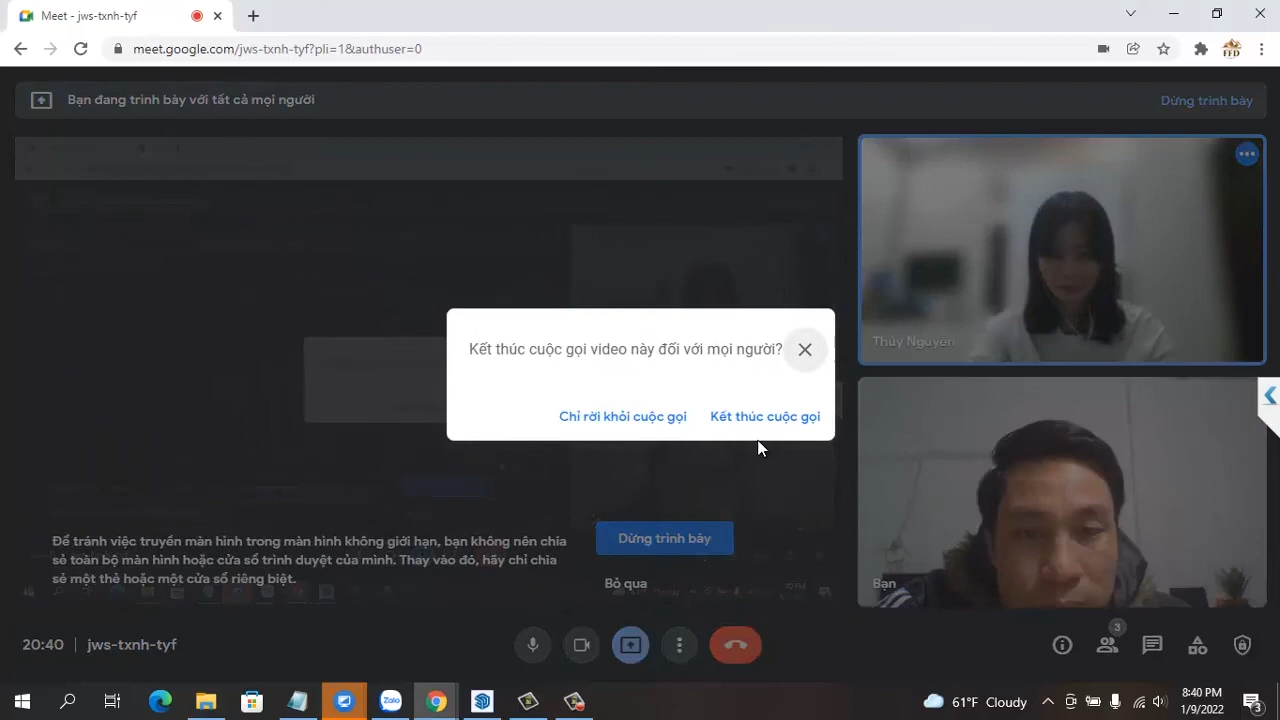 Meet - jws-txnh-tyf
meet.google.com/jws-txnh-tyf?pli=1&authuser=0
FFD
Bạn đang trình bày với tất cả mọi người
Dừng trình bày
Thủy Nguyen
Kết thúc cuộc gọi video này đối với mọi người?
Chỉ rời khỏi cuộc gọi
Kết thúc cuộc gọi
Để tránh việc truyền màn hình trong màn hình không giới hạn, bạn không nên chia
sẻ toàn bộ màn hình hoặc cửa sổ trình duyệt của mình. Thay vào đó, hãy chỉ chia
sẻ một thẻ hoặc một cửa sổ riêng biệt.
Dừng trình bày
Bỏ qua
Bạn
20:40
jws-txnh-tyf
3
Zalo
61°F Cloudy
8:40 PM
1/9/2022
3